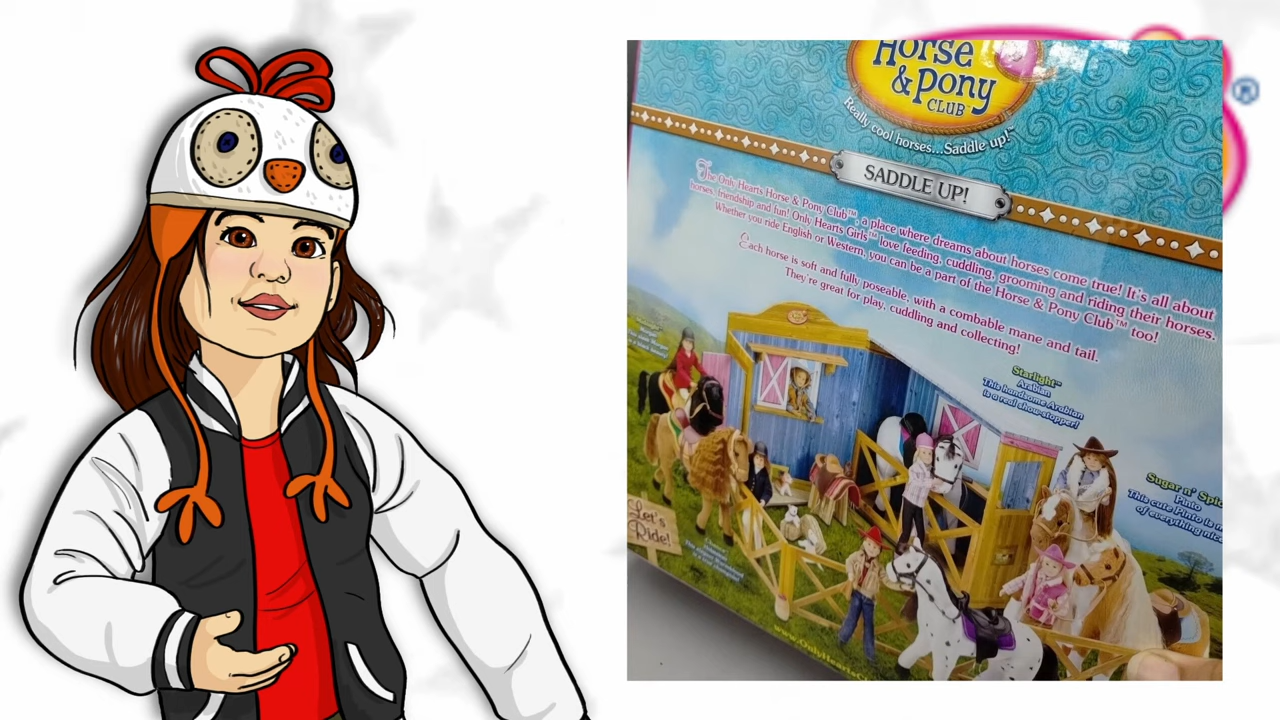 Horse
& Pony
CLUB™
Really cool horses...Saddle up!™
SADDLE UP!
The Only Hearts Horse & Pony Club™, a place where dreams about horses come true! It's all about
horses, friendship and fun! Only Hearts Girls™ love feeding, cuddling, grooming and riding their horses.
Whether you ride English or Western, you can be a part of the Horse & Pony Club™ too!
Each horse is soft and fully poseable, with a combable mane and tail.
They're great for play, cuddling and collecting!
Starlight™
Arabian
This handsome Arabian
is a real show-stopper!
Sugar n' Spic
Pinto
This cute Pinto is m
of everything nice
Let's
Ride!
www.OnlyHearts.c
®